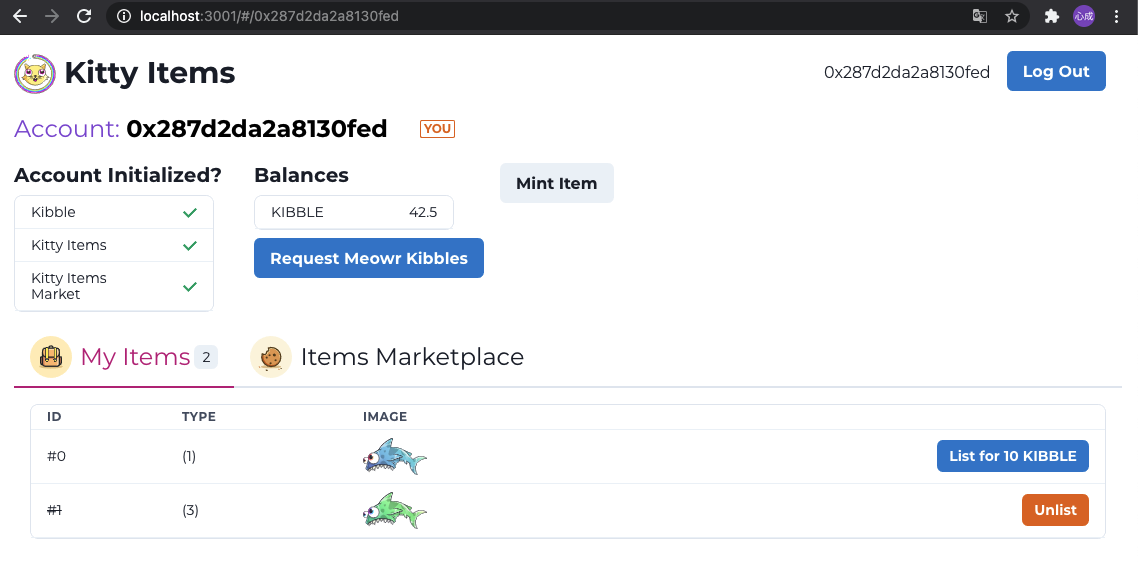 localhost:3001/#/0x287d2da2a8130fed
心成
Kitty Items
0x287d2da2a8130fed
Log Out
Account: 0x287d2da2a8130fed
YOU
Account Initialized?
Kibble
Kitty Items
Kitty Items
Market
Balances
KIBBLE 42.5
Request Meowr Kibbles
Mint Item
My Items 2
Items Marketplace
ID TYPE IMAGE
#0 (1) List for 10 KIBBLE
#1 (3) Unlist